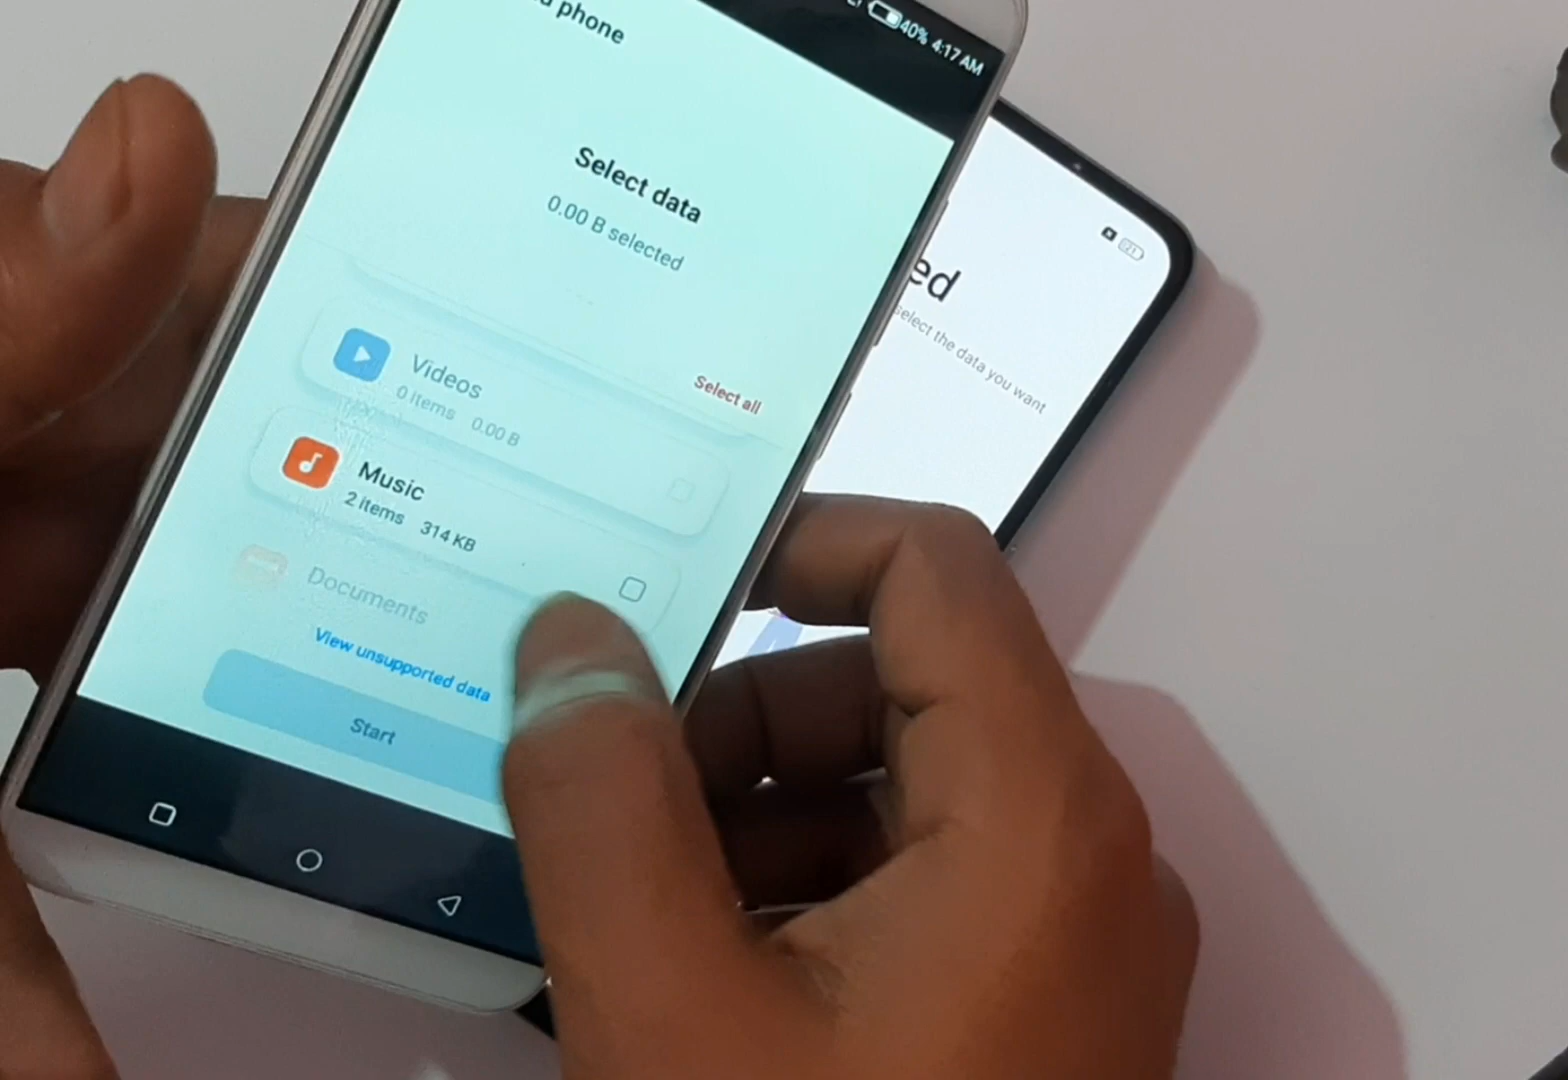 phone
40% 4:17 AM
Select data
0.00 B selected
Select all
Videos
0 items 0.00 B
Music
2 items 314 KB
Documents
View unsupported data
Start
21
ed
select the data you want